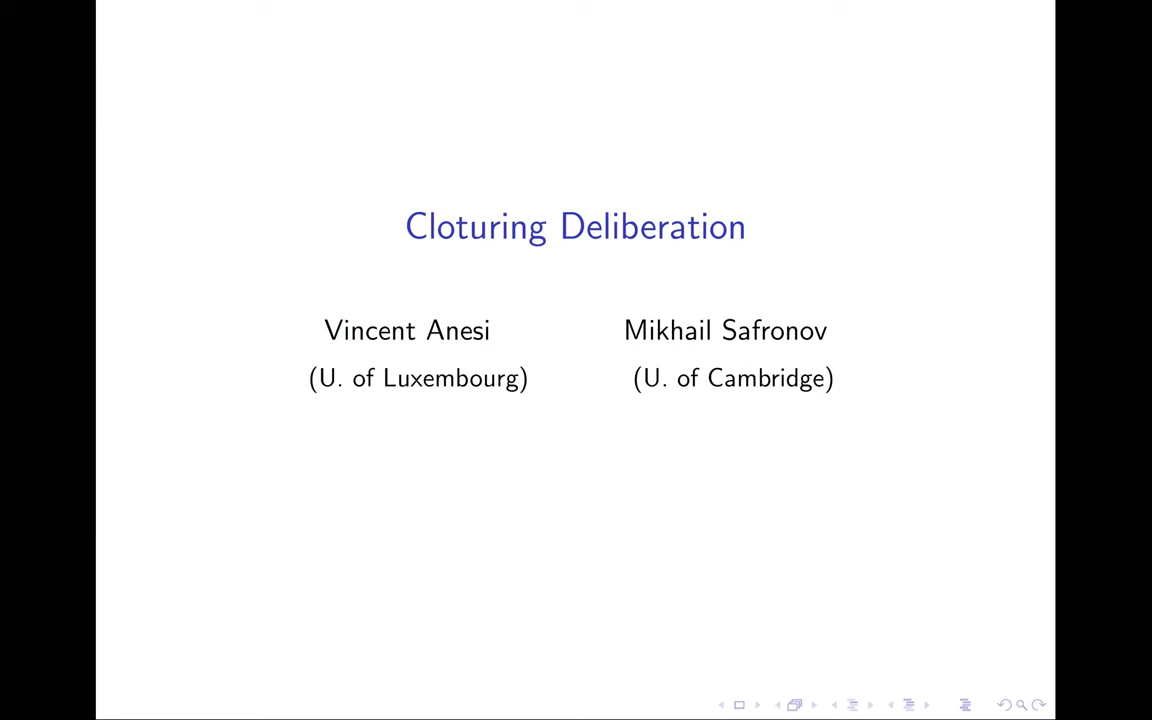 Cloturing Deliberation
Vincent Anesi Mikhail Safronov
(U. of Luxembourg) (U. of Cambridge)